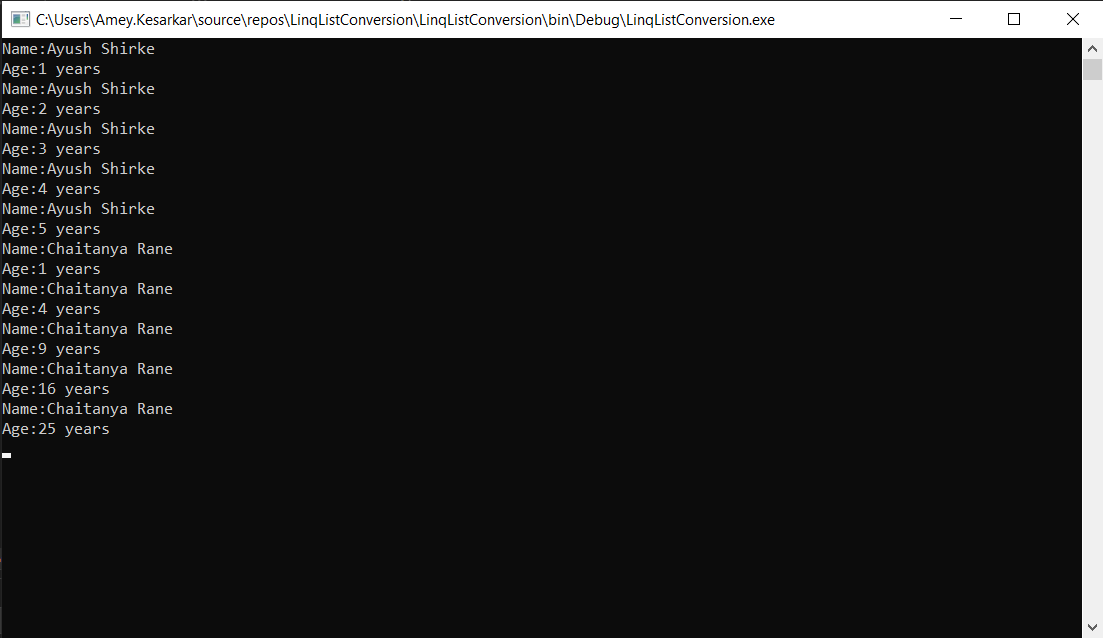 C:\Users\Amey.Kesarkar\source\repos\LinqListConversion\LinqListConversion\bin\Debug\LinqListConversion.exe
Name:Ayush Shirke
Age:1 years
Name:Ayush Shirke
Age:2 years
Name:Ayush Shirke
Age:3 years
Name:Ayush Shirke
Age:4 years
Name:Ayush Shirke
Age:5 years
Name:Chaitanya Rane
Age:1 years
Name:Chaitanya Rane
Age:4 years
Name:Chaitanya Rane
Age:9 years
Name:Chaitanya Rane
Age:16 years
Name:Chaitanya Rane
Age:25 years